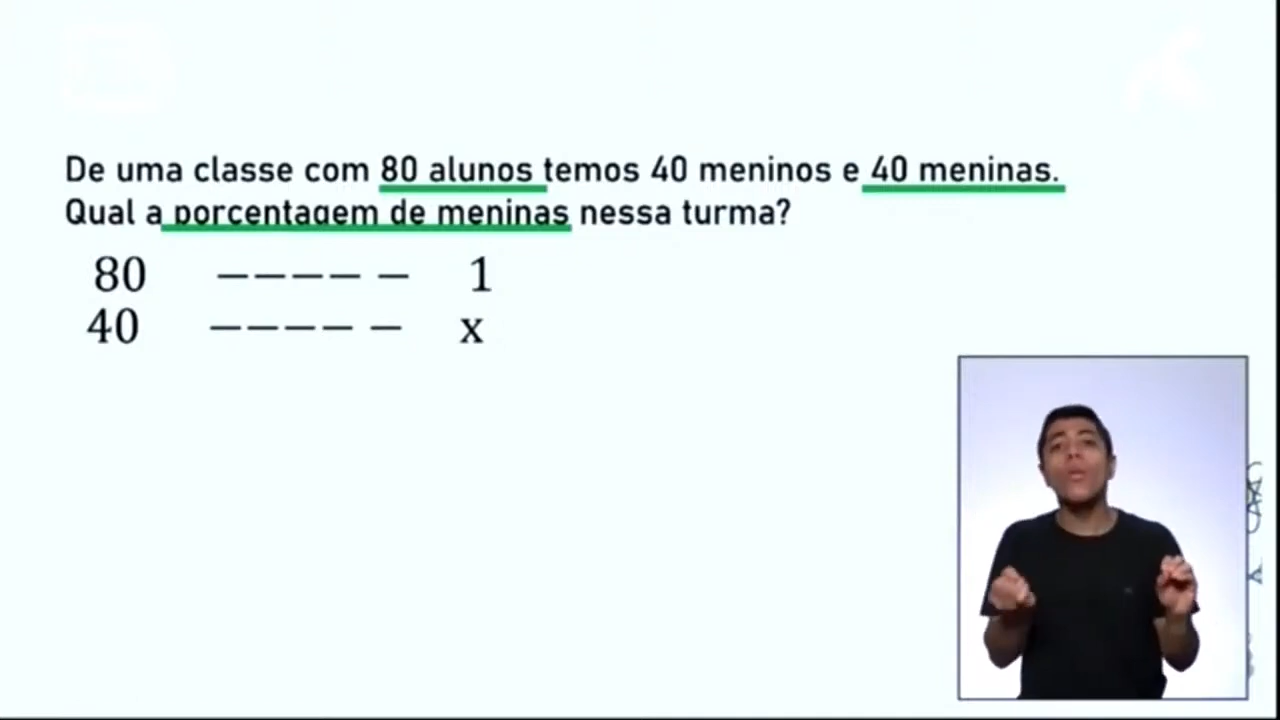 De uma classe com 80 alunos temos 40 meninos e 40 meninas.
Qual a porcentagem de meninas nessa turma?
80 ————— 1
40 ————— x